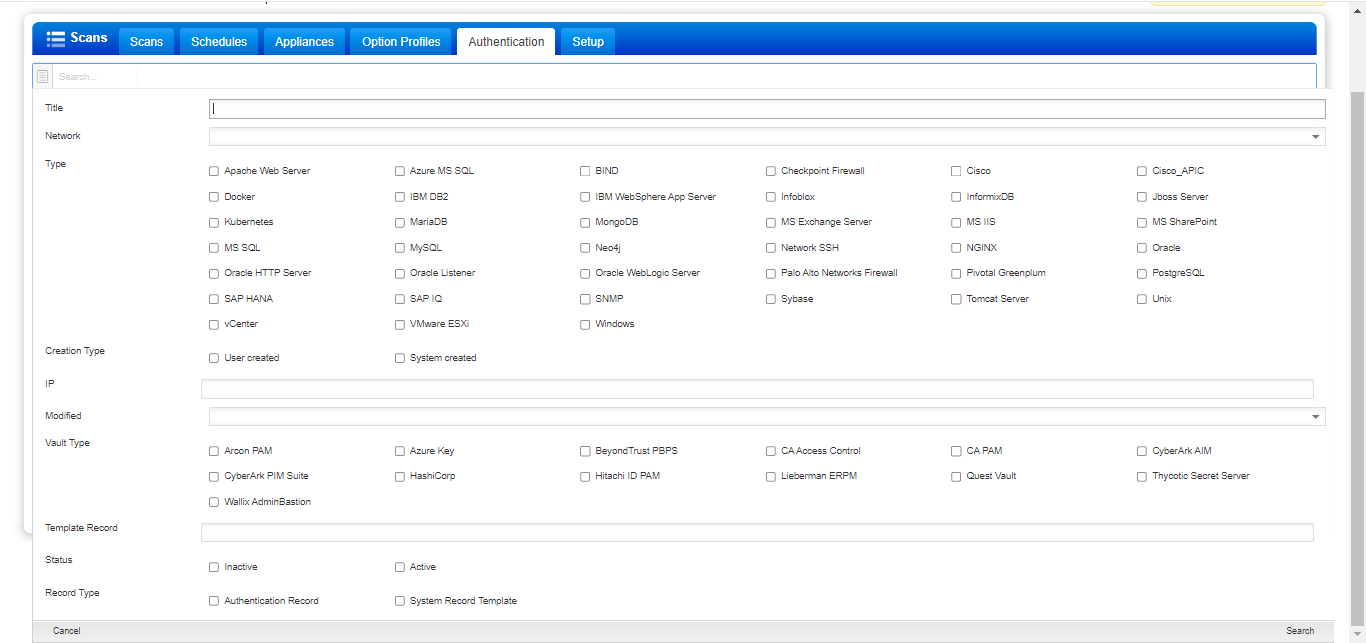 Scans Scans Schedules Appliances Option Profiles Authentication Setup
Search...
Title
Network
Type
Apache Web Server Azure MS SQL BIND Checkpoint Firewall Cisco Cisco_APIC
Docker IBM DB2 IBM WebSphere App Server Infoblox InformixDB Jboss Server
Kubernetes MariaDB MongoDB MS Exchange Server MS IIS MS SharePoint
MS SQL MySQL Neo4j Network SSH NGINX Oracle
Oracle HTTP Server Oracle Listener Oracle WebLogic Server Palo Alto Networks Firewall Pivotal Greenplum PostgreSQL
SAP HANA SAP IQ SNMP Sybase Tomcat Server Unix
vCenter VMware ESXi Windows
Creation Type
User created System created
IP
Modified
Vault Type
Arcon PAM Azure Key BeyondTrust PBPS CA Access Control CA PAM CyberArk AIM
CyberArk PIM Suite HashiCorp Hitachi ID PAM Lieberman ERPM Quest Vault Thycotic Secret Server
Wallix AdminBastion
Template Record
Status
Inactive Active
Record Type
Authentication Record System Record Template
Cancel Search